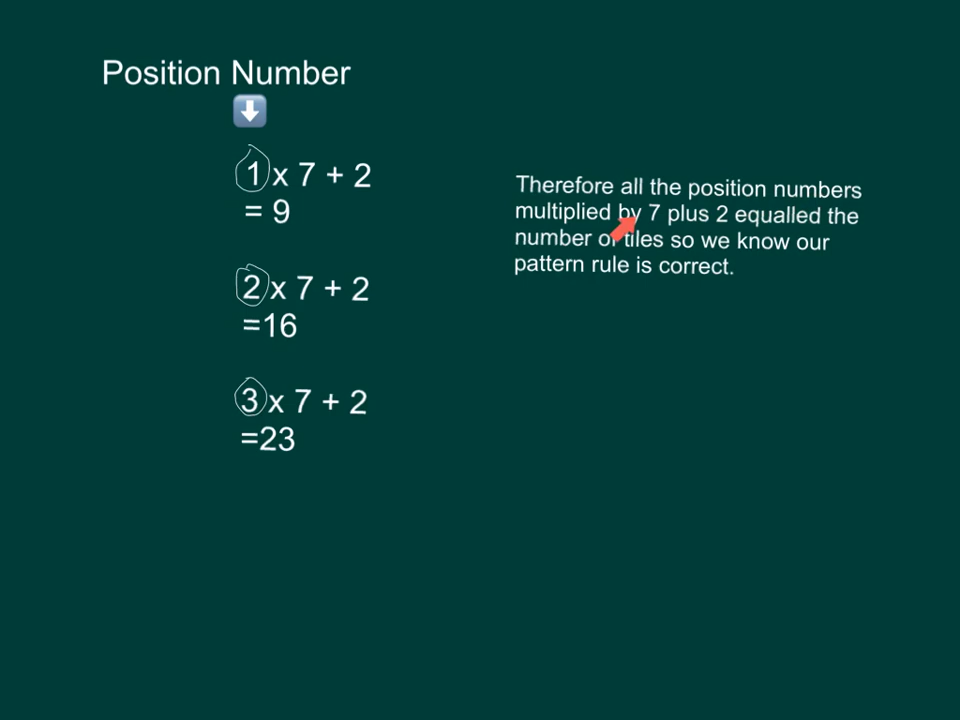 Position Number
1 x 7 + 2
= 9
2 x 7 + 2
=16
3 x 7 + 2
=23
Therefore all the position numbers
multiplied by 7 plus 2 equalled the
number of tiles so we know our
pattern rule is correct.